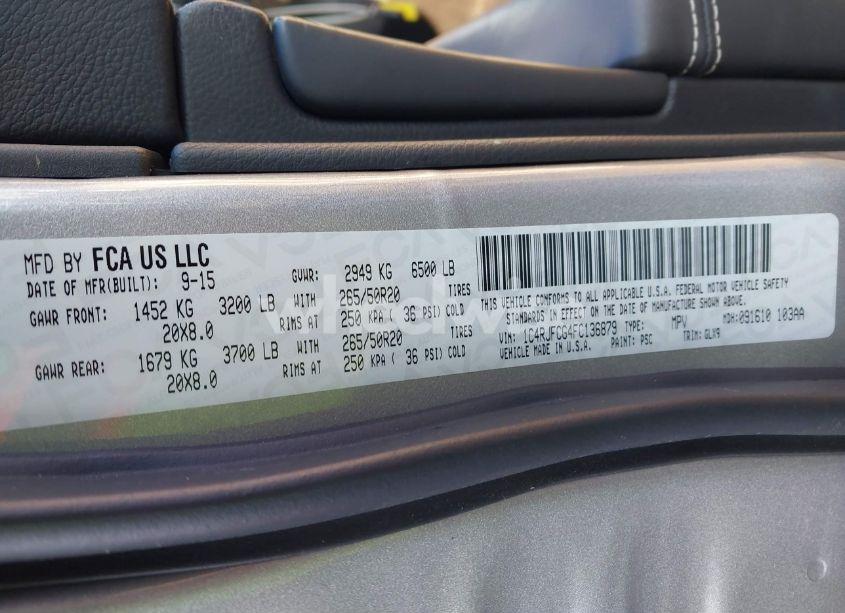 MFD BY FCA US LLC
DATE OF MFR(BUILT): 9-15 GVWR: 2949 KG 6500 LB
GAWR FRONT: 1452 KG 3200 LB WITH 265/50R20 TIRES
20X8.0 RIMS AT 250 KPA ( 36 PSI) COLD
GAWR REAR: 1679 KG 3700 LB WITH 265/50R20 TIRES
20X8.0 RIMS AT 250 KPA ( 36 PSI) COLD
THIS VEHICLE CONFORMS TO ALL APPLICABLE U.S.A. FEDERAL MOTOR VEHICLE SAFETY
STANDARDS IN EFFECT ON THE DATE OF MANUFACTURE SHOWN ABOVE.
VIN: 1C4RJFCG4FC136879 TYPE: MPV MDH:091610 103AA
VEHICLE MADE IN U.S.A. PAINT: PSC TRIM: GLX9